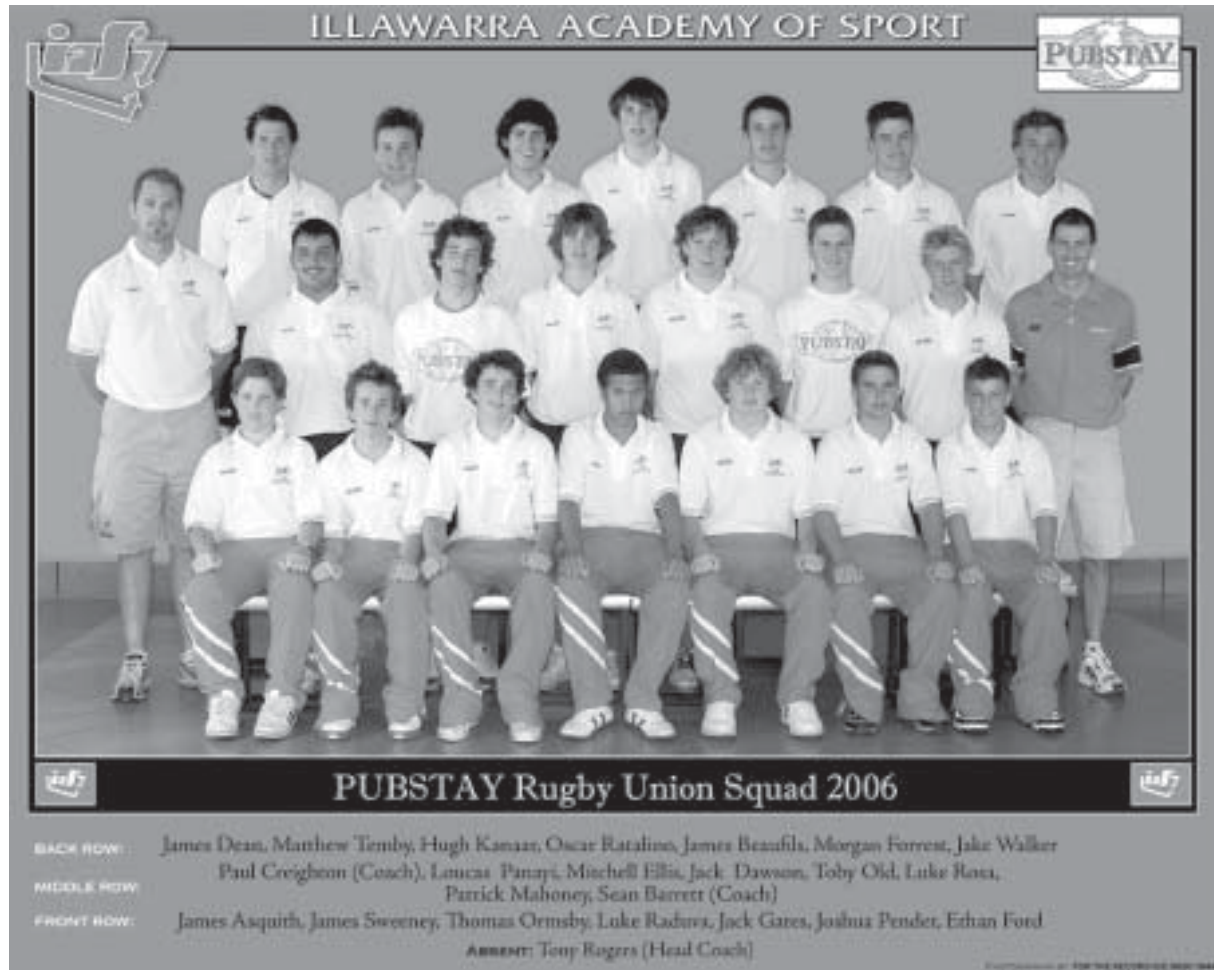 ILLAWARRA ACADEMY OF SPORT
ias
PUBSTAY
PUBSTAY
PUBSTAY
PUBSTAY Rugby Union Squad 2006
BACK ROW: James Dean, Matthew Temby, Hugh Kanaar, Oscar Ratalino, James Beaufils, Morgan Forrest, Jake Walker
MIDDLE ROW: Paul Creighton (Coach), Loucas Panayi, Mitchell Ellis, Jack Dawson, Toby Old, Luke Rosa,
Patrick Mahoney, Sean Barrett (Coach)
FRONT ROW: James Asquith, James Sweeney, Thomas Ormsby, Luke Raduva, Jack Gates, Joshua Pender, Ethan Ford
ABSENT: Tony Rogers (Head Coach)